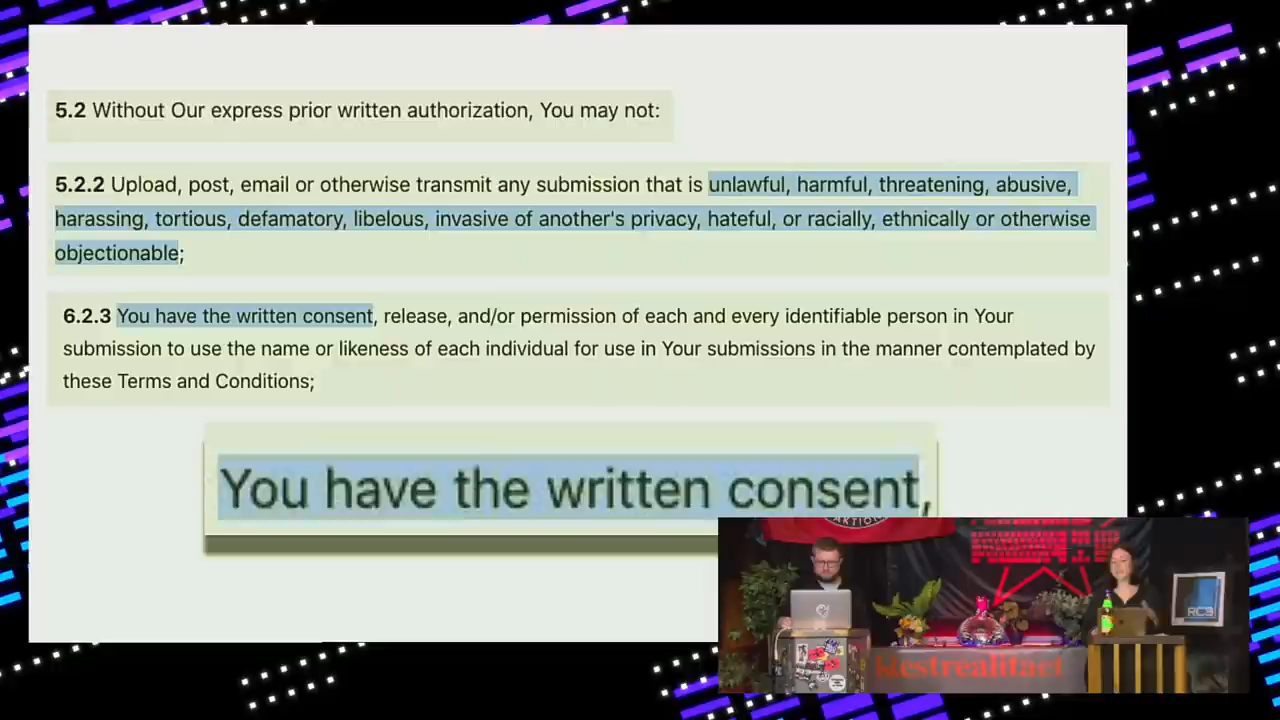 5.2 Without Our express prior written authorization, You may not:
5.2.2 Upload, post, email or otherwise transmit any submission that is unlawful, harmful, threatening, abusive,
harassing, tortious, defamatory, libelous, invasive of another's privacy, hateful, or racially, ethnically or otherwise
objectionable;
6.2.3 You have the written consent, release, and/or permission of each and every identifiable person in Your
submission to use the name or likeness of each individual for use in Your submissions in the manner contemplated by
these Terms and Conditions;
You have the written consent,
AKTION
RC3
Restrealitaet